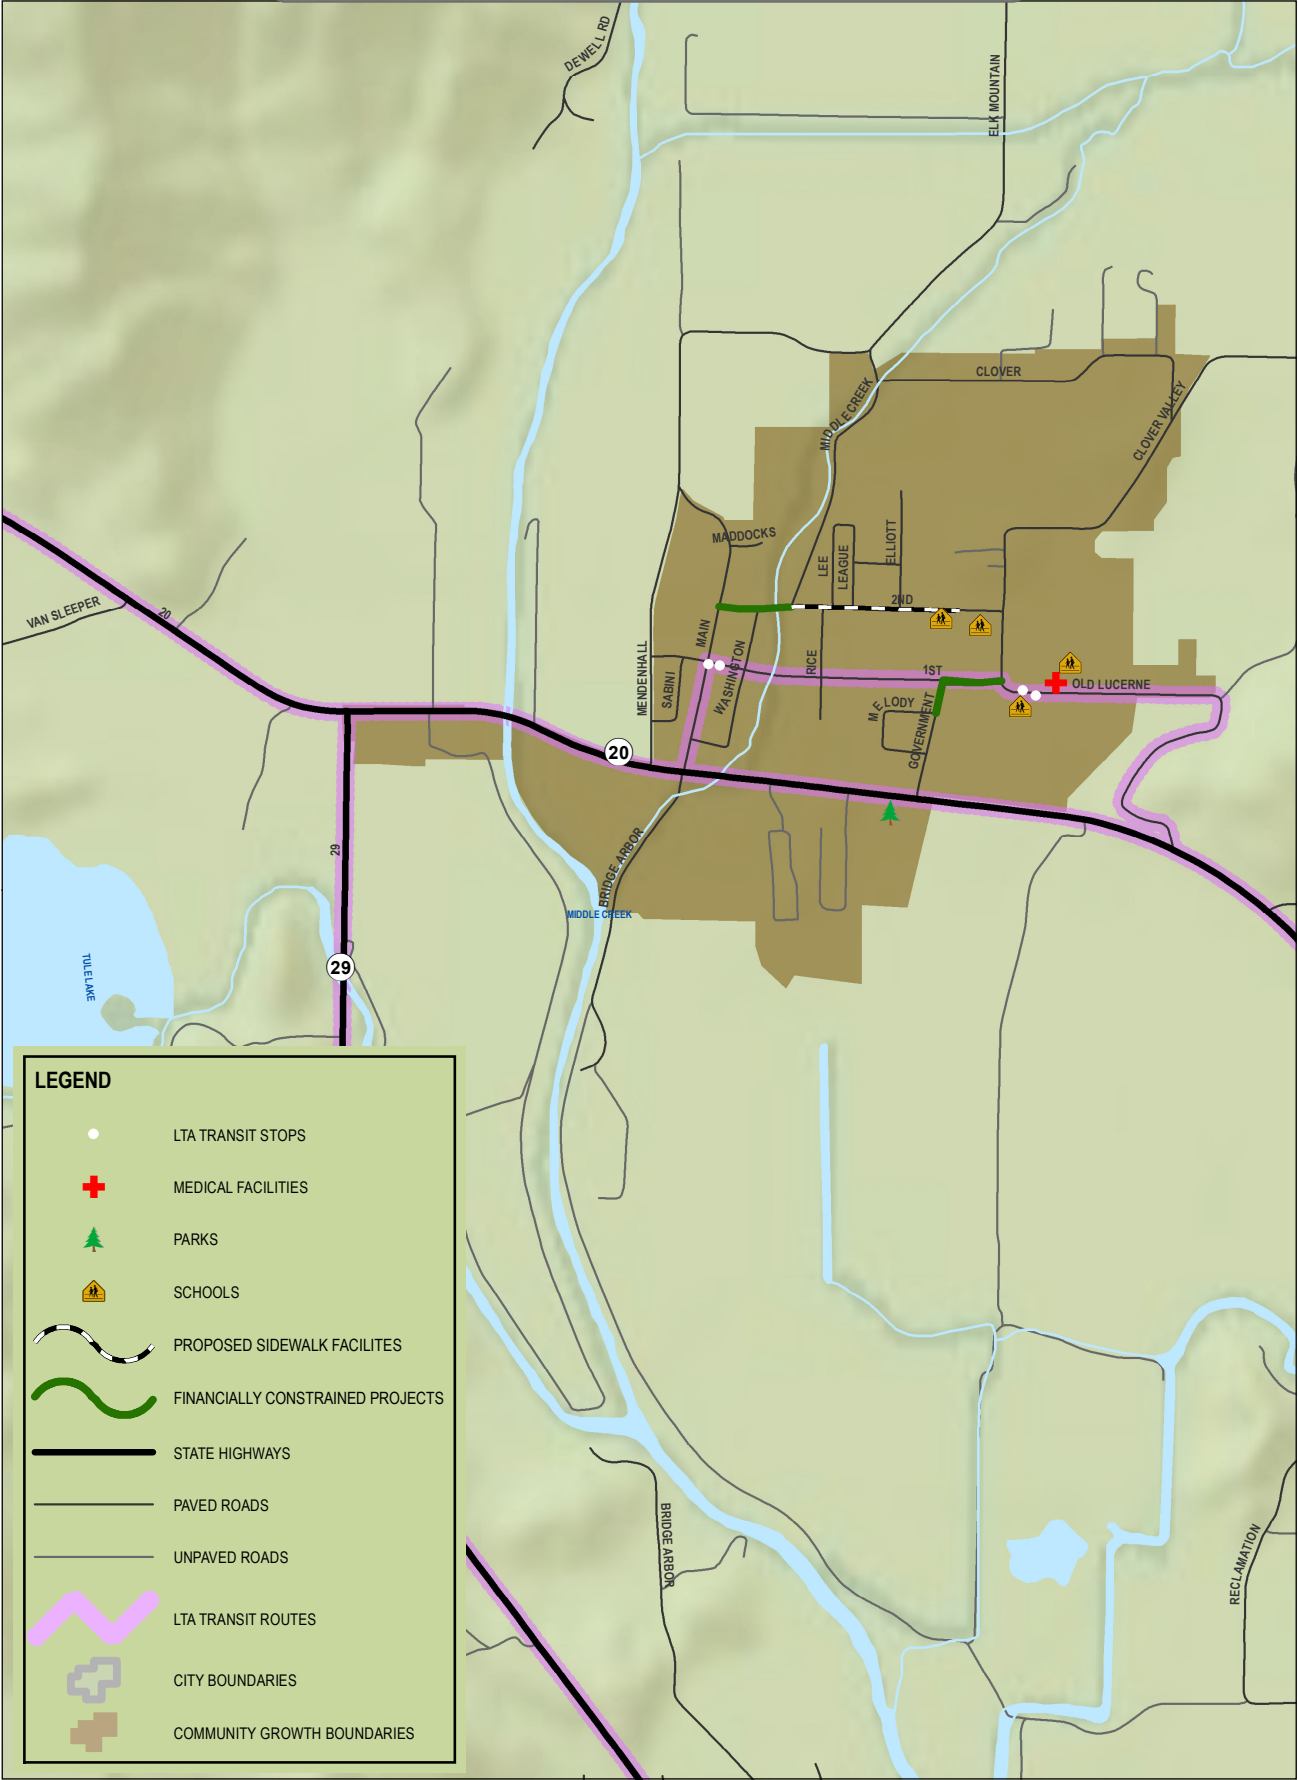 DEWELL RD
ELK MOUNTAIN
CLOVER
MIDDLE CREEK
CLOVER VALLEY
MADDOCKS
LEE
LEAGUE
ELLIOTT
2ND
VAN SLEEPER
20
MENDENHALL
SABINI
MAIN
WASHINGTON
RICE
1ST
MELODY
GOVERNMENT
OLD LUCERNE
20
29
BRIDGE ARBOR
MIDDLE CREEK
TULE LAKE
29
LEGEND
LTA TRANSIT STOPS
MEDICAL FACILITIES
PARKS
SCHOOLS
PROPOSED SIDEWALK FACILITES
FINANCIALLY CONSTRAINED PROJECTS
STATE HIGHWAYS
PAVED ROADS
UNPAVED ROADS
LTA TRANSIT ROUTES
CITY BOUNDARIES
COMMUNITY GROWTH BOUNDARIES
BRIDGE ARBOR
RECLAMATION